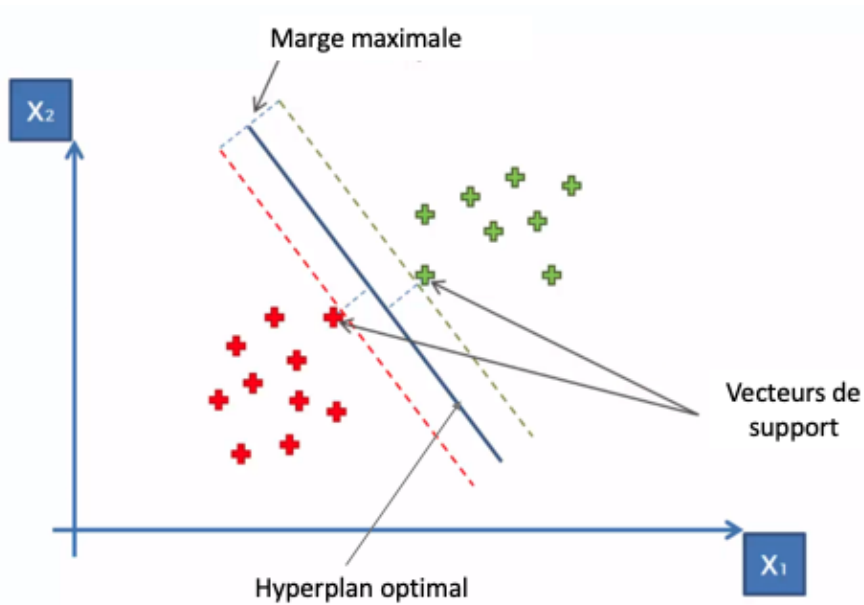 Marge maximale
X₂
Vecteurs de
support
X₁
Hyperplan optimal